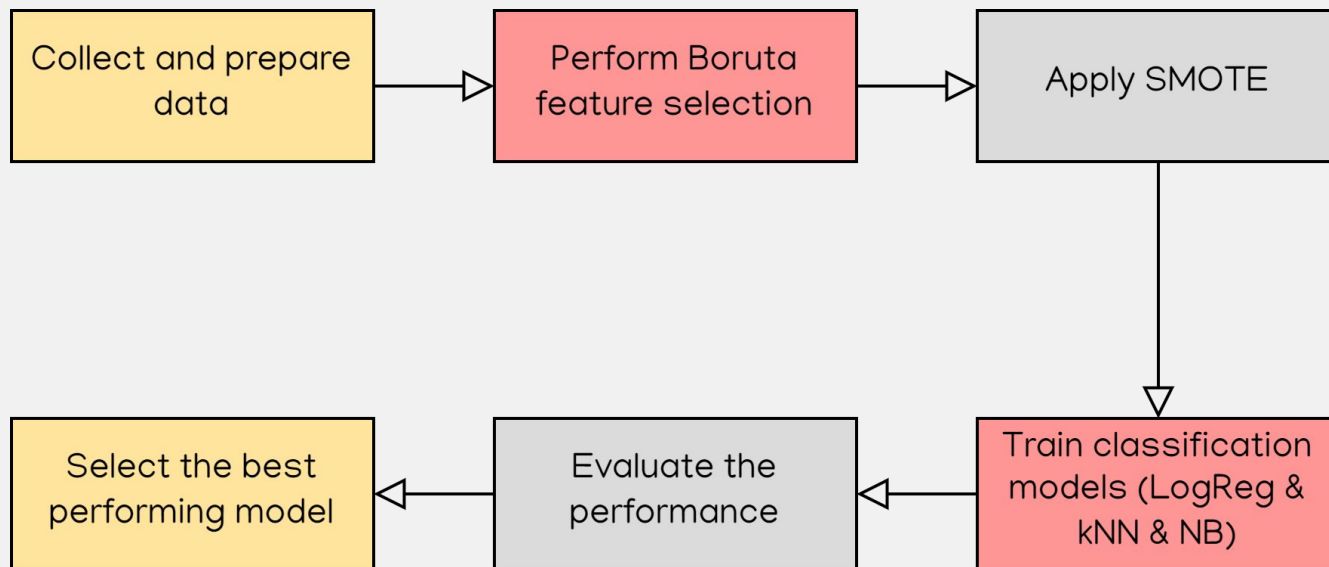 Collect and prepare
data
Perform Boruta
feature selection
Apply SMOTE
Train classification
models (LogReg &
kNN & NB)
Evaluate the
performance
Select the best
performing model